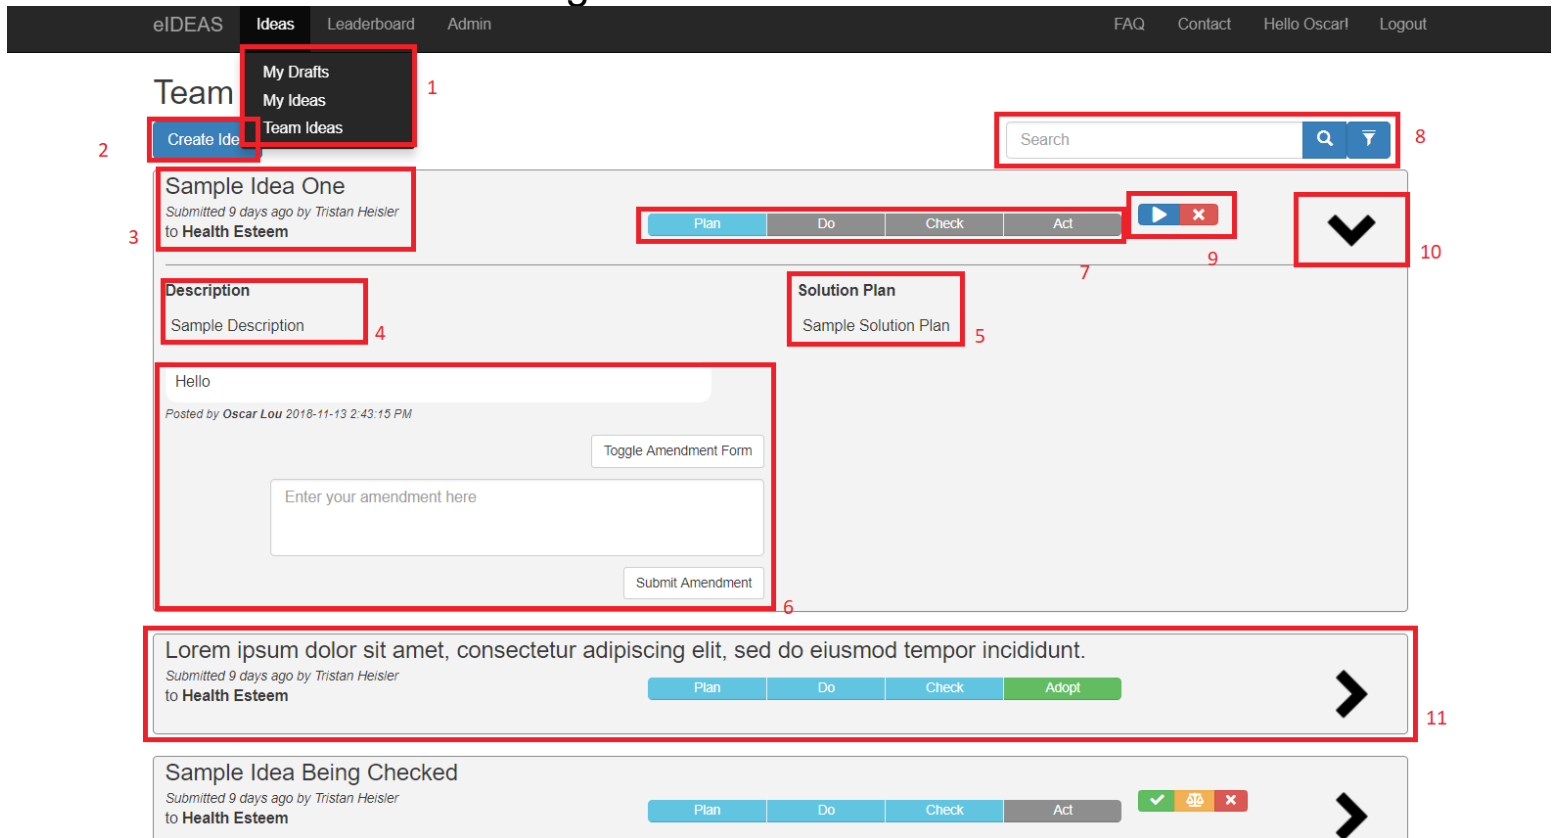 eIDEAS Ideas Leaderboard Admin FAQ Contact Hello Oscar! Logout
My Drafts
My Ideas
Team Ideas
1
Team
2
Create Ide
Search
8
Sample Idea One
Submitted 9 days ago by Tristan Heisler
to Health Esteem
3
Plan Do Check Act
7
9
10
Description
Sample Description
4
Solution Plan
Sample Solution Plan
5
Hello
Posted by Oscar Lou 2018-11-13 2:43:15 PM
Toggle Amendment Form
Enter your amendment here
Submit Amendment
6
Lorem ipsum dolor sit amet, consectetur adipiscing elit, sed do eiusmod tempor incididunt.
Submitted 9 days ago by Tristan Heisler
to Health Esteem
Plan Do Check Adopt
11
Sample Idea Being Checked
Submitted 9 days ago by Tristan Heisler
to Health Esteem
Plan Do Check Act